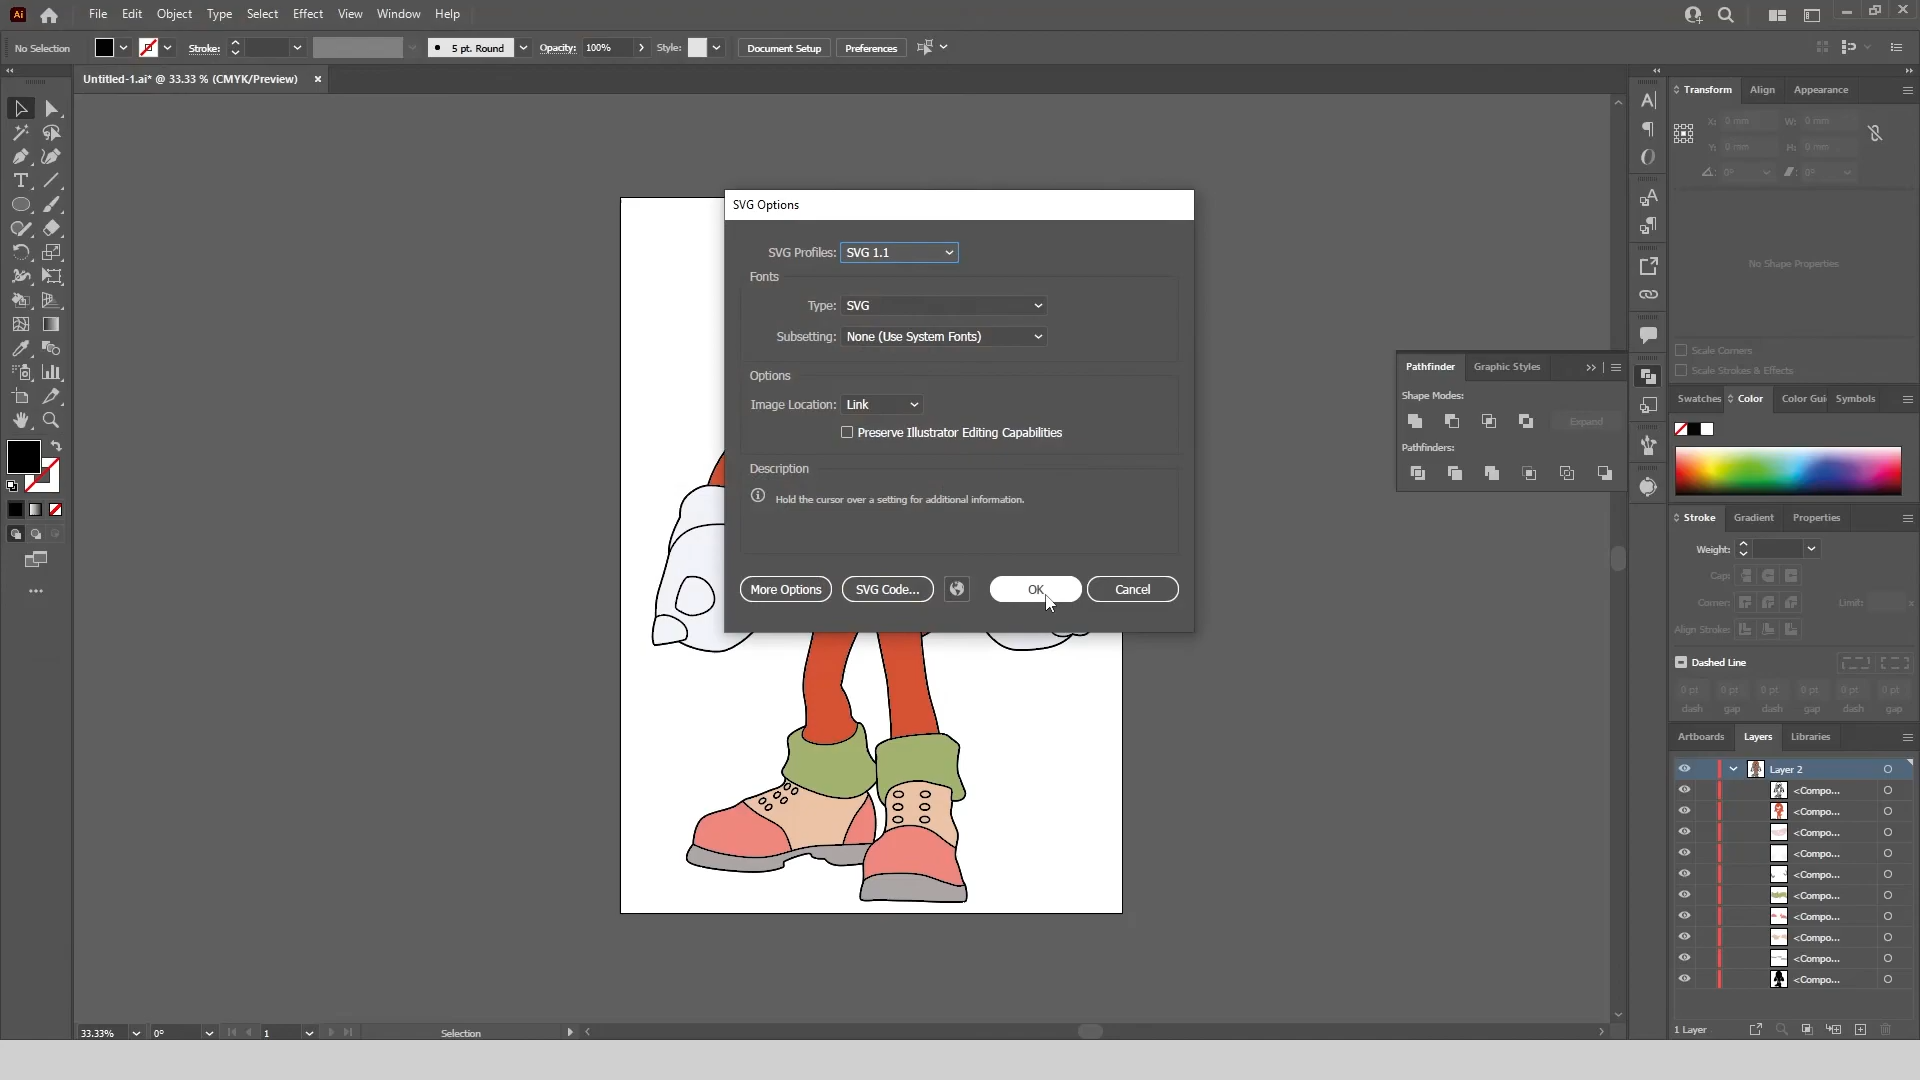 Ai
File Edit Object Type Select Effect View Window Help
No Selection Stroke: 5 pt. Round Opacity: 100% Style: Document Setup Preferences
Untitled-1.ai* @ 33.33 % (CMYK/Preview)
SVG Options
SVG Profiles: SVG 1.1
Fonts
Type: SVG
Subsetting: None (Use System Fonts)
Options
Image Location: Link
Preserve Illustrator Editing Capabilities
Description
Hold the cursor over a setting for additional information.
More Options SVG Code... OK Cancel
Pathfinder Graphic Styles
Shape Modes:
Expand
Pathfinders:
Transform Align Appearance
X: 0 mm W: 0 mm
Y: 0 mm H: 0 mm
0° 0°
No Shape Properties
Scale Corners
Scale Strokes & Effects
Swatches Color Color Gui Symbols
Stroke Gradient Properties
Weight:
Cap:
Corner: Limit: x
Align Stroke:
Dashed Line
0 pt 0 pt 0 pt 0 pt 0 pt 0 pt
dash gap dash gap dash gap
Artboards Layers Libraries
Layer 2
<Compo...
<Compo...
<Compo...
<Compo...
<Compo...
<Compo...
<Compo...
<Compo...
<Compo...
<Compo...
1 Layer
33.33% 0° 1 Selection